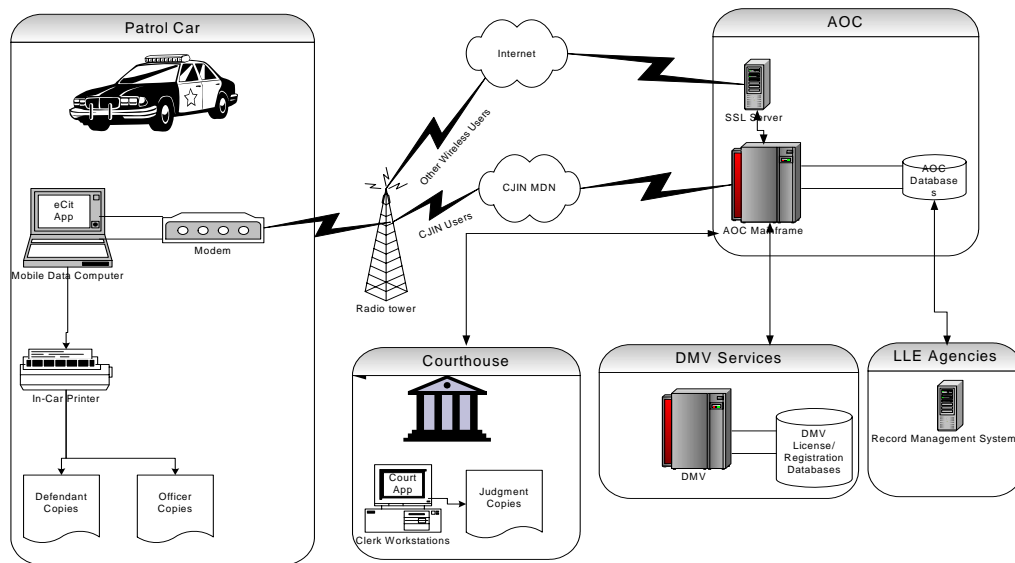 Patrol Car
eCit
App
Mobile Data Computer
Modem
In-Car Printer
Defendant
Copies
Officer
Copies
Internet
Other Wireless Users
CJIN MDN
CJIN Users
Radio tower
AOC
SSL Server
AOC Mainframe
AOC
Database
s
Courthouse
Court
App
Clerk Workstations
Judgment
Copies
DMV Services
DMV
DMV
License/
Registration
Databases
LLE Agencies
Record Management System